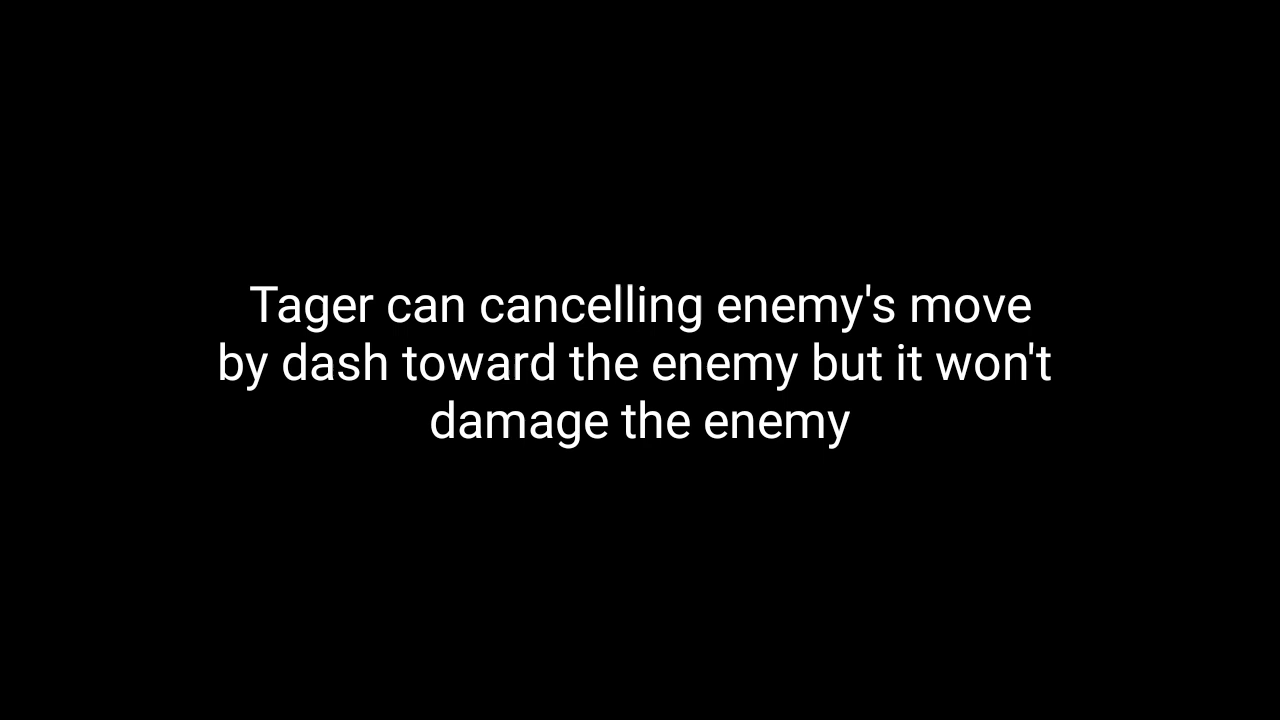 Tager can cancelling enemy's move
by dash toward the enemy but it won't
damage the enemy